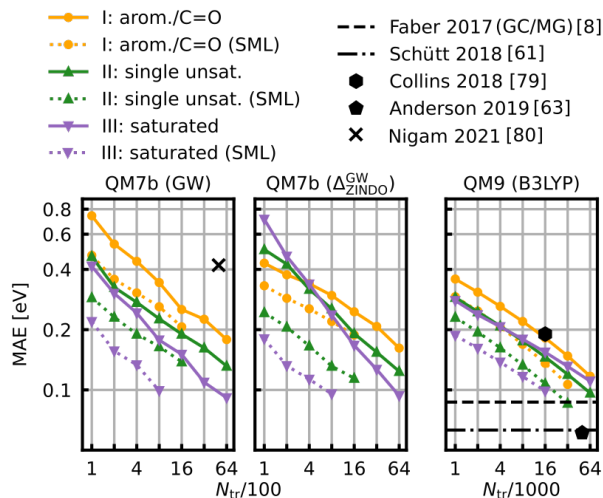 I: arom./C=O
I: arom./C=O (SML)
II: single unsat.
II: single unsat. (SML)
III: saturated
III: saturated (SML)
Faber 2017 (GC/MG) [8]
Schütt 2018 [61]
Collins 2018 [79]
Anderson 2019 [63]
Nigam 2021 [80]
QM7b (GW)
QM7b (Δ^GW_ZINDO)
QM9 (B3LYP)
MAE [eV]
0.8
0.6
0.4
0.2
0.1
1 4 16 64
1 4 16 64
1 4 16 64
N_tr/100
N_tr/1000